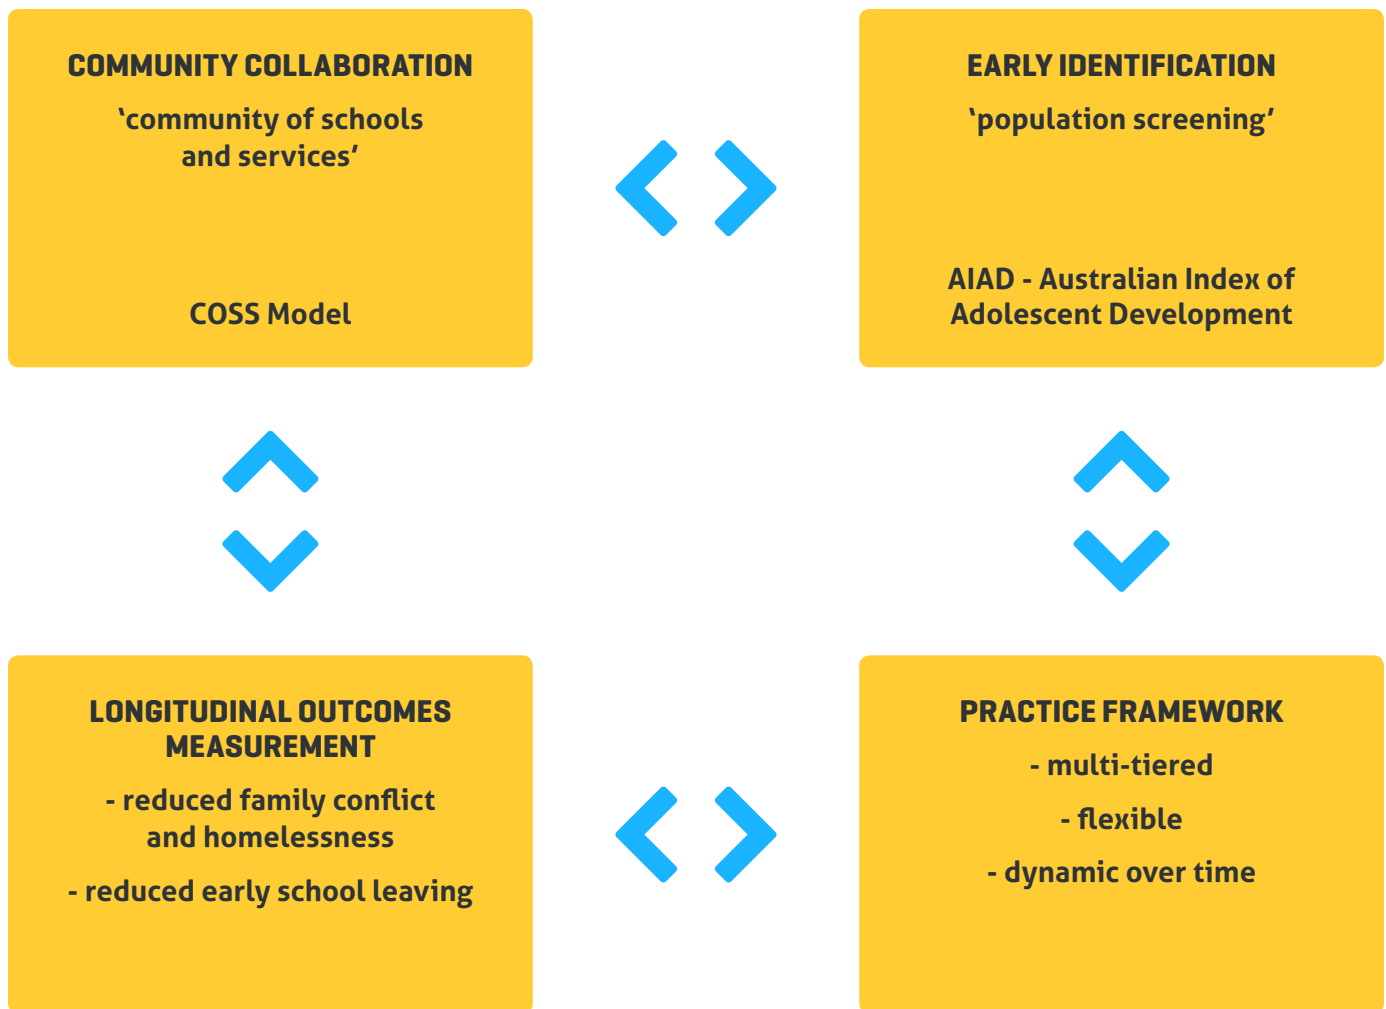 COMMUNITY COLLABORATION
‘community of schools
and services’
COSS Model
EARLY IDENTIFICATION
‘population screening’
AIAD - Australian Index of
Adolescent Development
LONGITUDINAL OUTCOMES
MEASUREMENT
- reduced family conflict
and homelessness
- reduced early school leaving
PRACTICE FRAMEWORK
- multi-tiered
- flexible
- dynamic over time